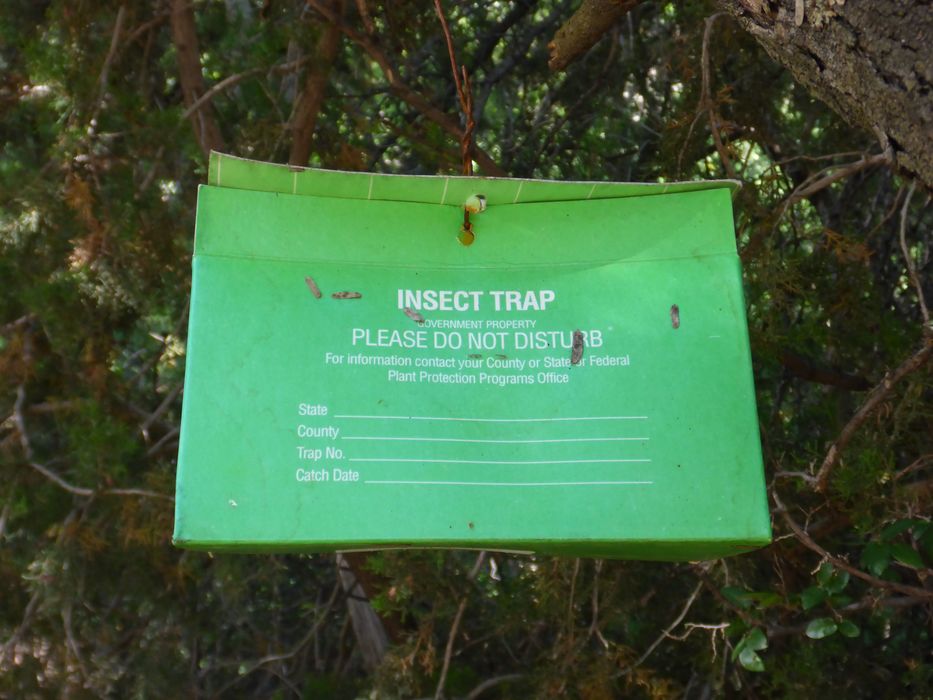 INSECT TRAP
GOVERNMENT PROPERTY
PLEASE DO NOT DISTURB
For information contact your County or State or Federal
Plant Protection Programs Office
State
County
Trap No.
Catch Date